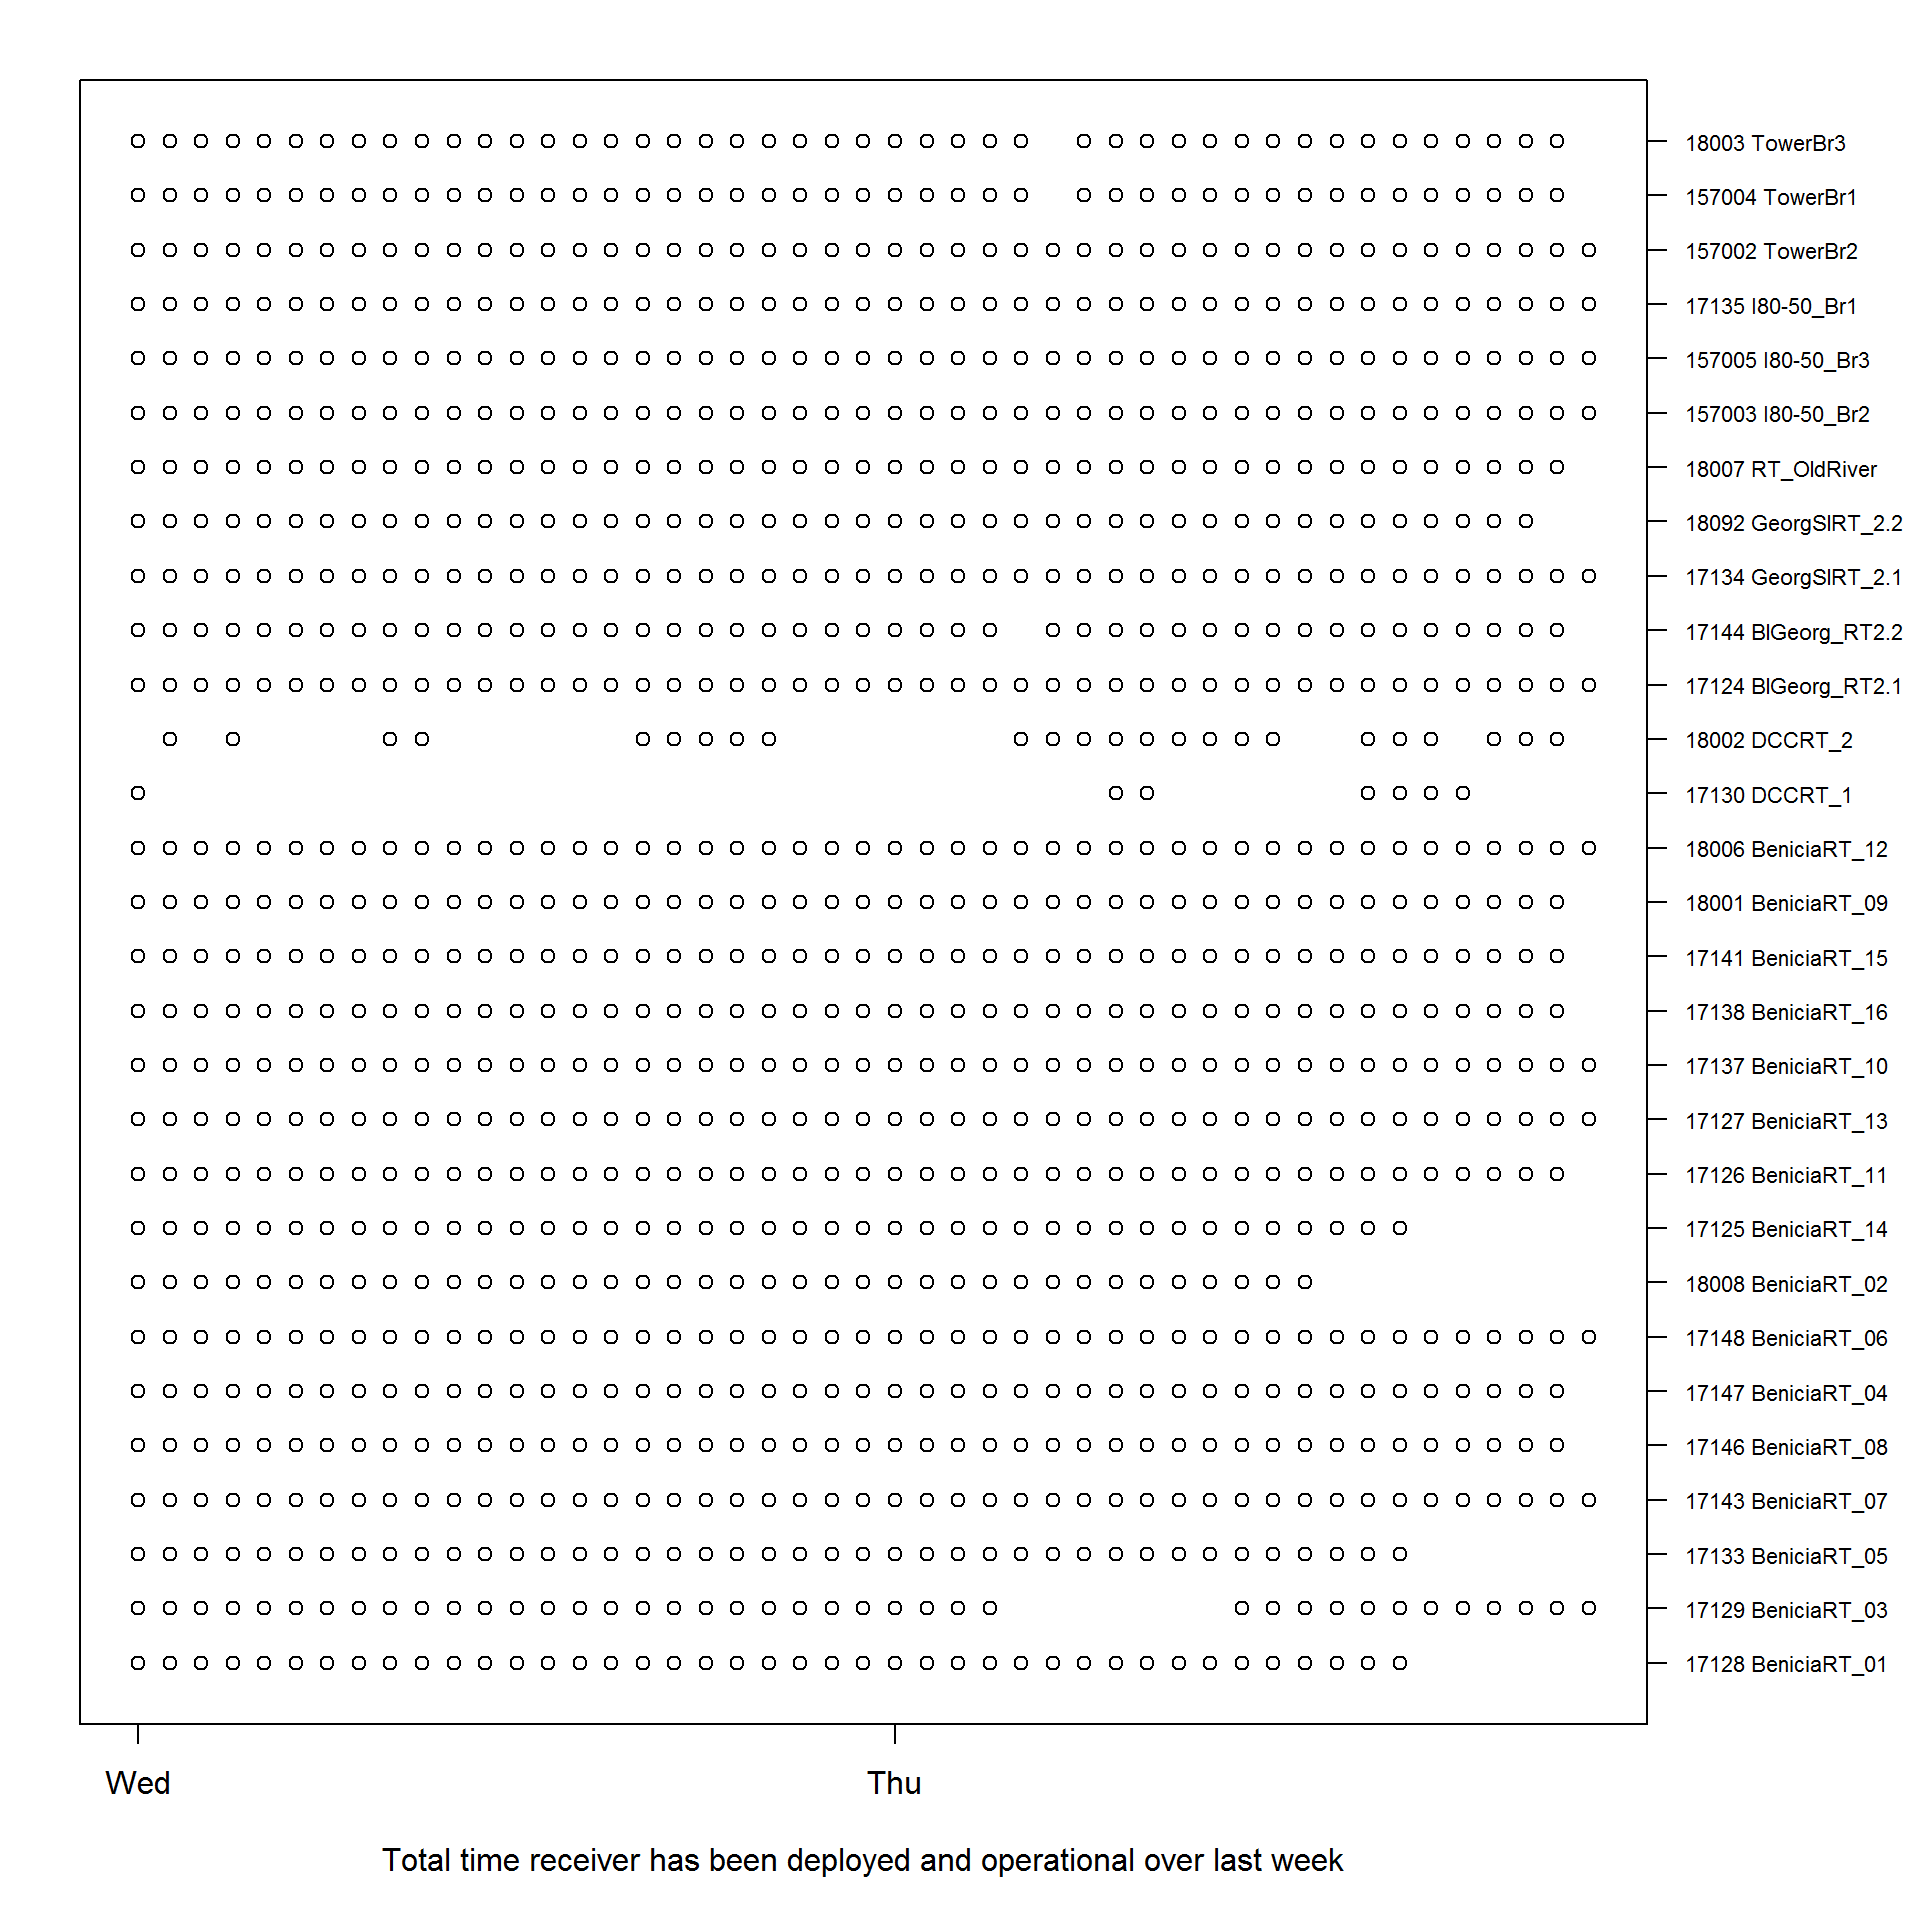 18003 TowerBr3
157004 TowerBr1
157002 TowerBr2
17135 I80-50_Br1
157005 I80-50_Br3
157003 I80-50_Br2
18007 RT_OldRiver
18092 GeorgSlRT_2.2
17134 GeorgSlRT_2.1
17144 BlGeorg_RT2.2
17124 BlGeorg_RT2.1
18002 DCCRT_2
17130 DCCRT_1
18006 BeniciaRT_12
18001 BeniciaRT_09
17141 BeniciaRT_15
17138 BeniciaRT_16
17137 BeniciaRT_10
17127 BeniciaRT_13
17126 BeniciaRT_11
17125 BeniciaRT_14
18008 BeniciaRT_02
17148 BeniciaRT_06
17147 BeniciaRT_04
17146 BeniciaRT_08
17143 BeniciaRT_07
17133 BeniciaRT_05
17129 BeniciaRT_03
17128 BeniciaRT_01
Wed Thu
Total time receiver has been deployed and operational over last week